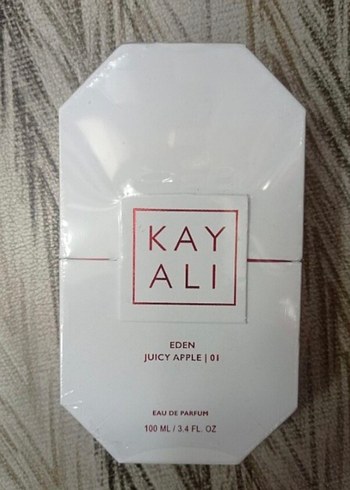 KAY
ALI
EDEN
JUICY APPLE | 01
EAU DE PARFUM
100 ML / 3.4 FL. OZ